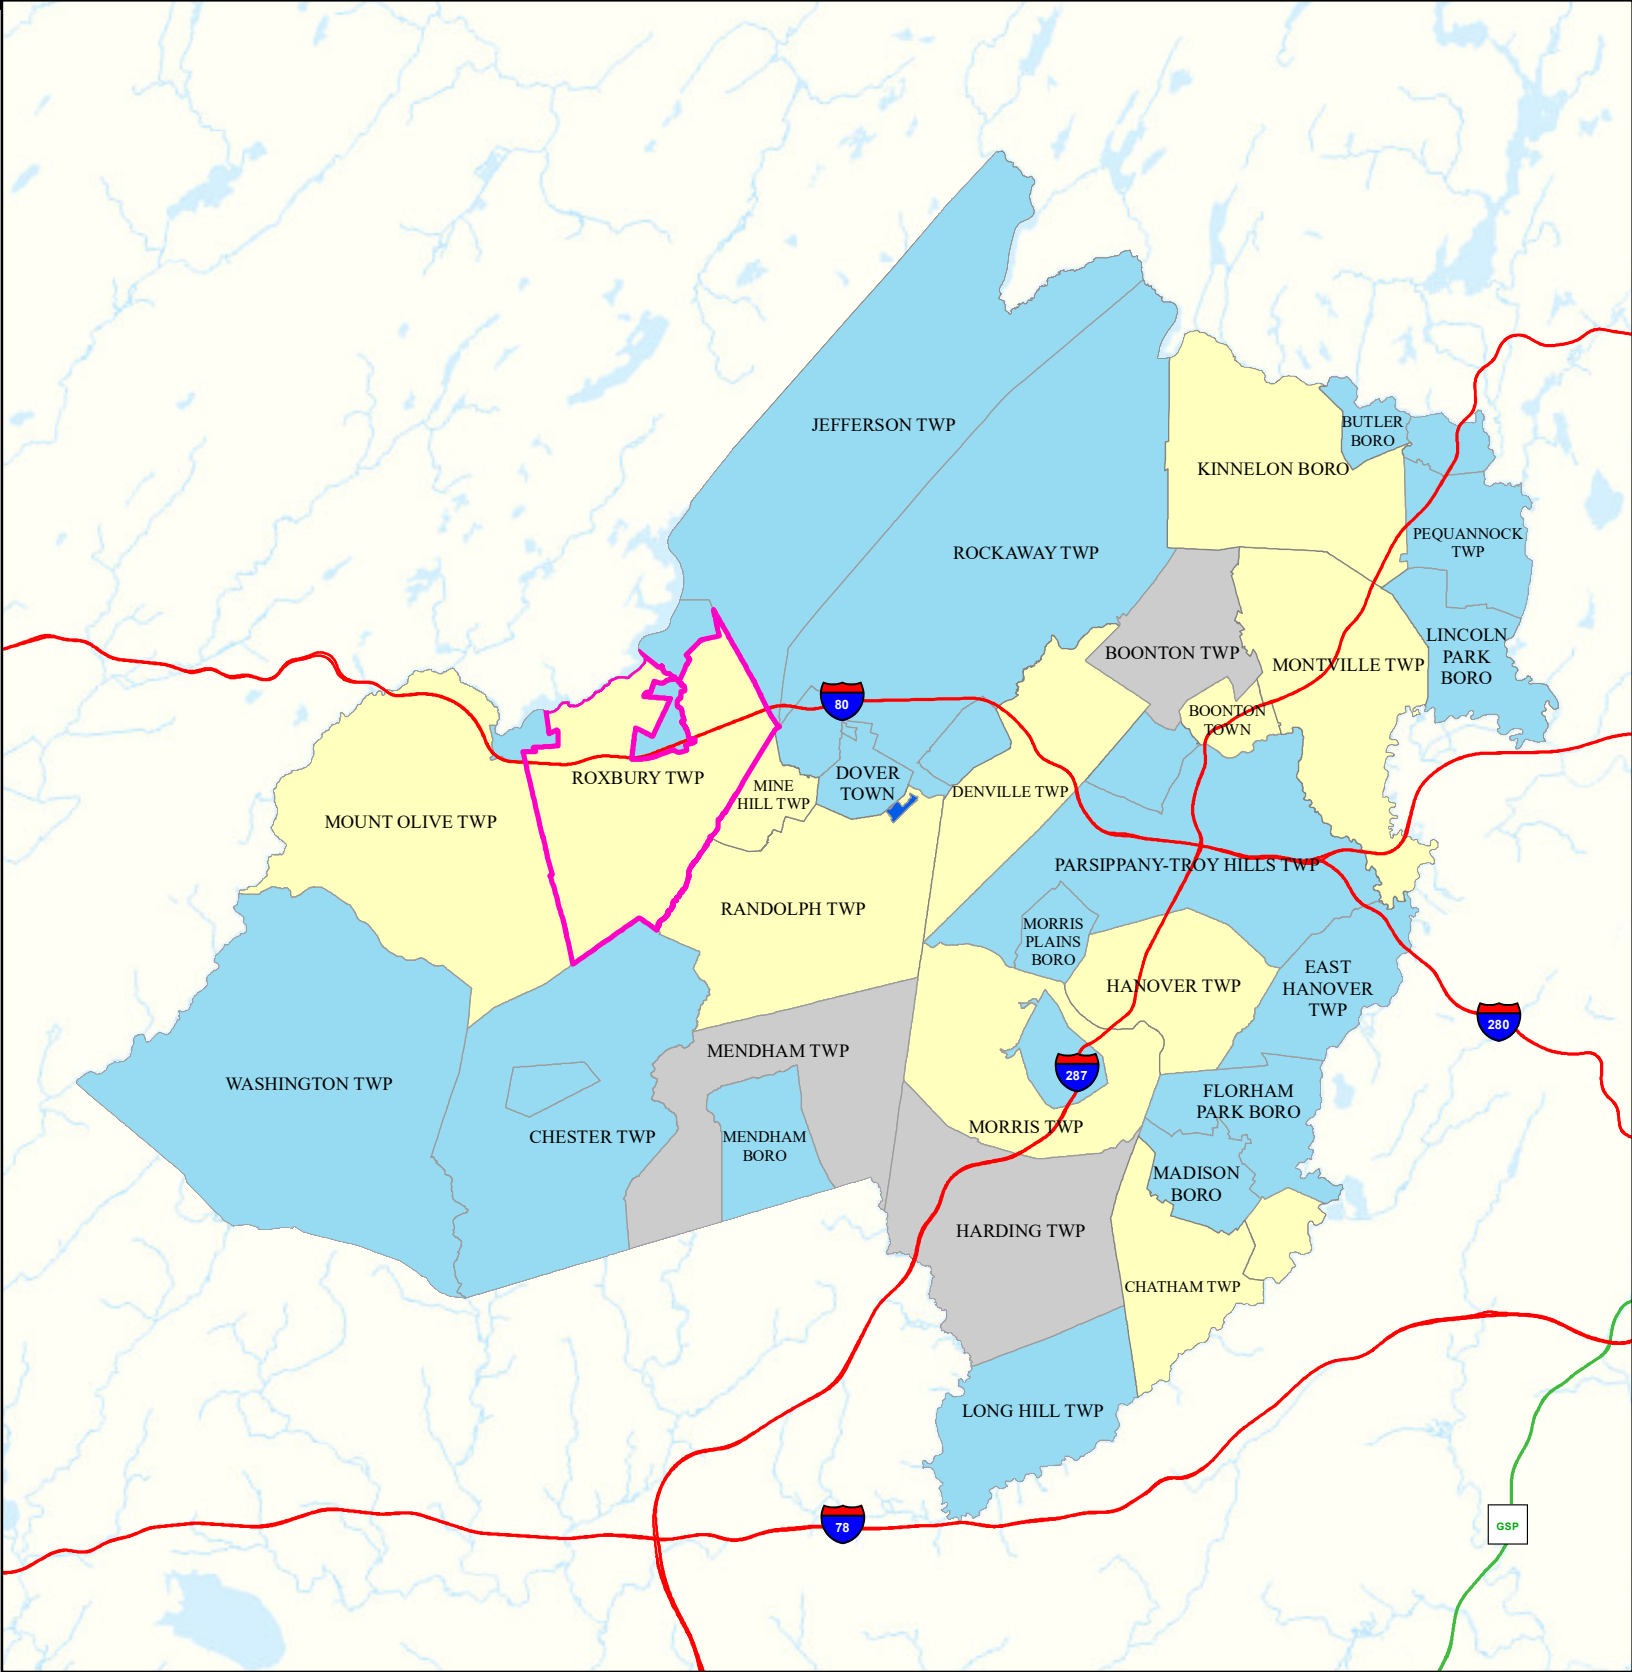 JEFFERSON TWP
BUTLER
BORO
KINNELON BORO
PEQUANNOCK
TWP
ROCKAWAY TWP
LINCOLN
PARK
BORO
BOONTON TWP
MONTVILLE TWP
80
BOONTON
TOWN
ROXBURY TWP
DOVER
TOWN
MINE
HILL TWP
DENVILLE TWP
MOUNT OLIVE TWP
PARSIPPANY-TROY HILLS TWP
RANDOLPH TWP
MORRIS
PLAINS
BORO
EAST
HANOVER
TWP
HANOVER TWP
280
MENDHAM TWP
287
WASHINGTON TWP
FLORHAM
PARK BORO
CHESTER TWP
MENDHAM
BORO
MORRIS TWP
MADISON
BORO
HARDING TWP
CHATHAM TWP
LONG HILL TWP
78
GSP